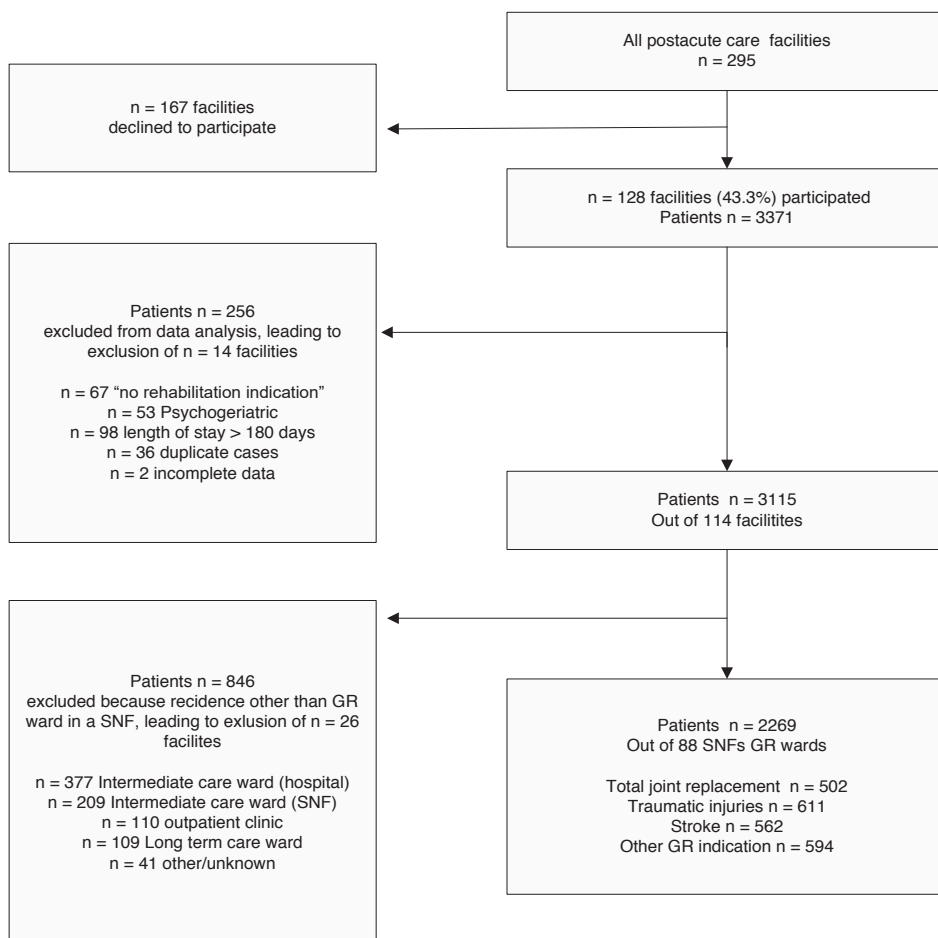 All postacute care facilities
n = 295
n = 167 facilities
declined to participate
n = 128 facilities (43.3%) participated
Patients n = 3371
Patients n = 256
excluded from data analysis, leading to
exclusion of n = 14 facilities
n = 67 “no rehabilitation indication”
n = 53 Psychogeriatric
n = 98 length of stay > 180 days
n = 36 duplicate cases
n = 2 incomplete data
Patients n = 3115
Out of 114 facilitites
Patients n = 846
excluded because recidence other than GR
ward in a SNF, leading to exlusion of n = 26
facilites
n = 377 Intermediate care ward (hospital)
n = 209 Intermediate care ward (SNF)
n = 110 outpatient clinic
n = 109 Long term care ward
n = 41 other/unknown
Patients n = 2269
Out of 88 SNFs GR wards
Total joint replacement n = 502
Traumatic injuries n = 611
Stroke n = 562
Other GR indication n = 594